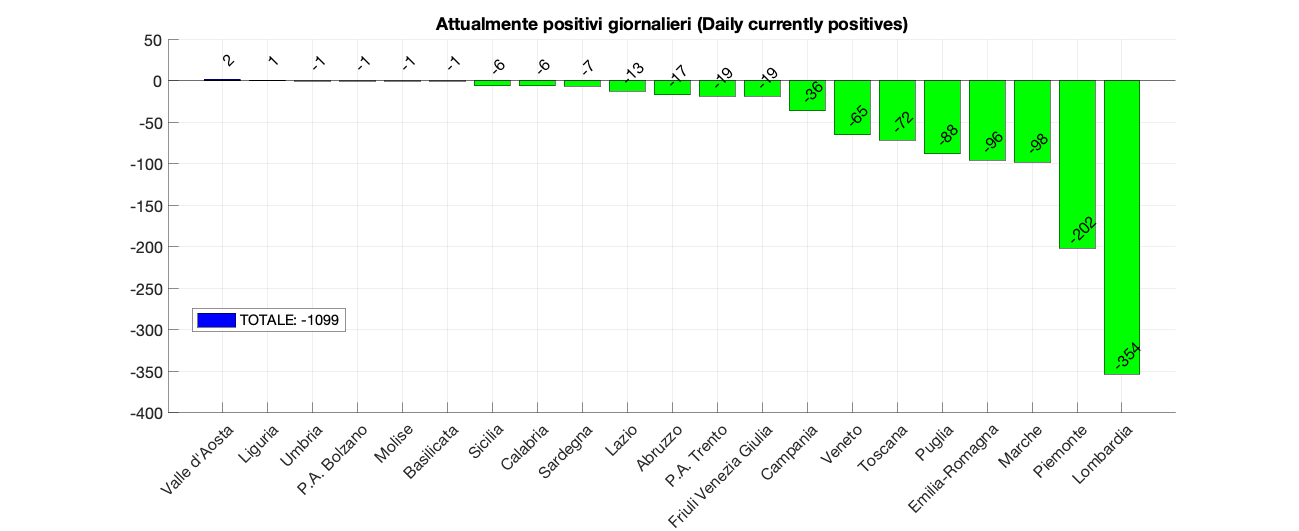 Attualmente positivi giornalieri (Daily currently positives)
50
0
-50
-100
-150
-200
-250
-300
-350
-400
2
1
-1
-1
-1
-1
-6
-6
-7
-13
-17
-19
-19
-36
-65
-72
-88
-96
-98
-202
-354
TOTALE: -1099
Valle d'Aosta
Liguria
Umbria
P.A. Bolzano
Molise
Basilicata
Sicilia
Calabria
Sardegna
Lazio
Abruzzo
P.A. Trento
Friuli Venezia Giulia
Campania
Veneto
Toscana
Puglia
Emilia-Romagna
Marche
Piemonte
Lombardia